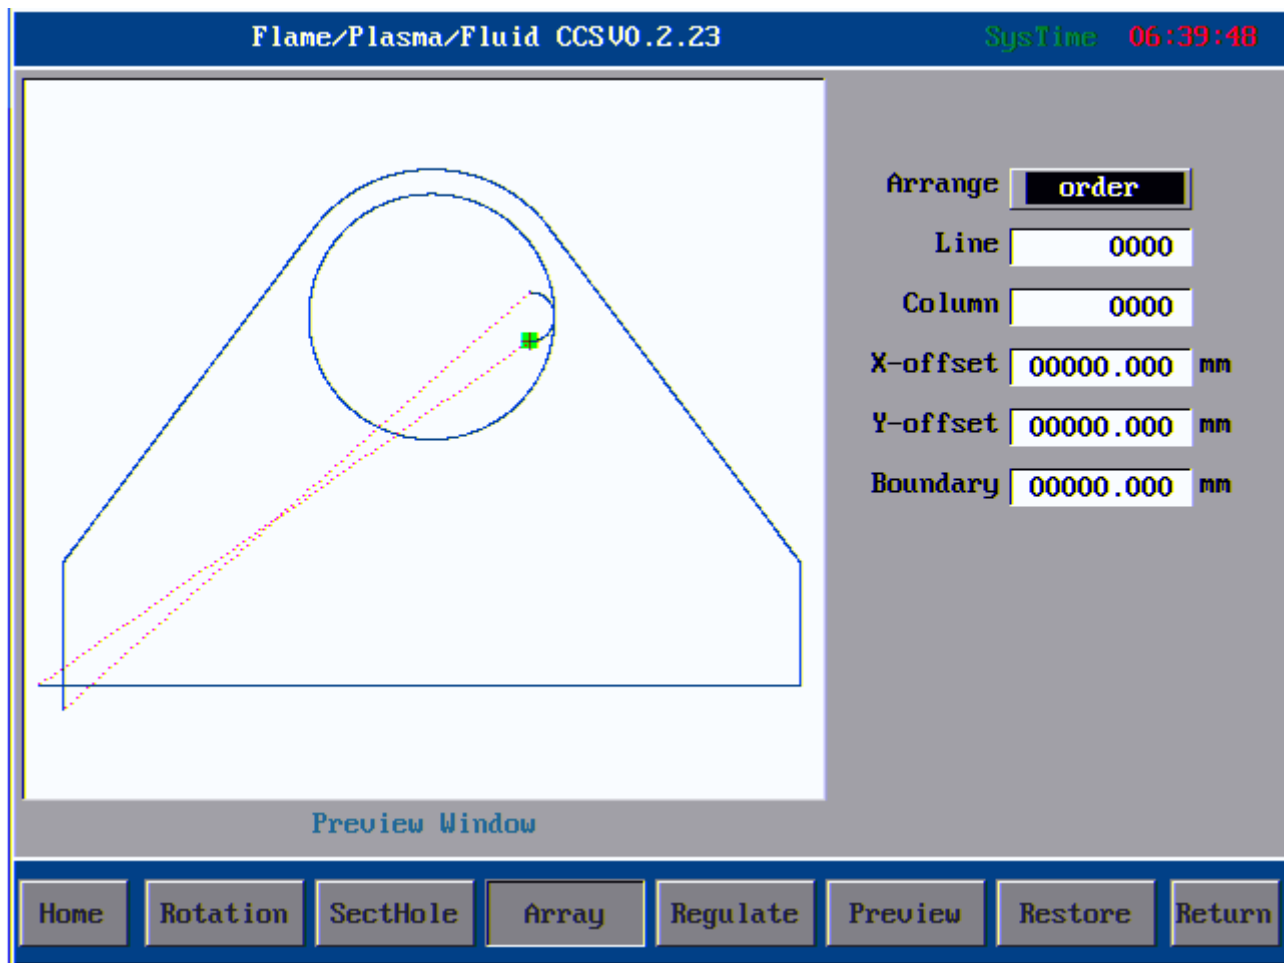 Flame/Plasma/Fluid CCSV0.2.23 SysTime 06:39:48
Arrange order
Line 0000
Column 0000
X-offset 00000.000 mm
Y-offset 00000.000 mm
Boundary 00000.000 mm
Preview Window
Home Rotation SectHole Array Regulate Preview Restore Return